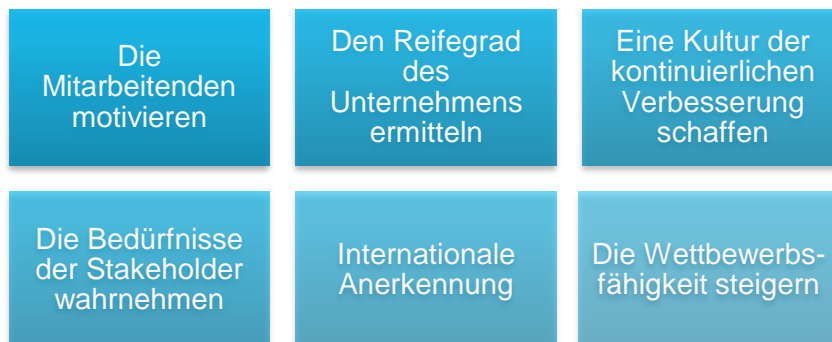 Die
Mitarbeitenden
motivieren
Den Reifegrad
des
Unternehmens
ermitteln
Eine Kultur der
kontinuierlichen
Verbesserung
schaffen
Die Bedürfnisse
der Stakeholder
wahrnehmen
Internationale
Anerkennung
Die Wettbewerbs-
fähigkeit steigern